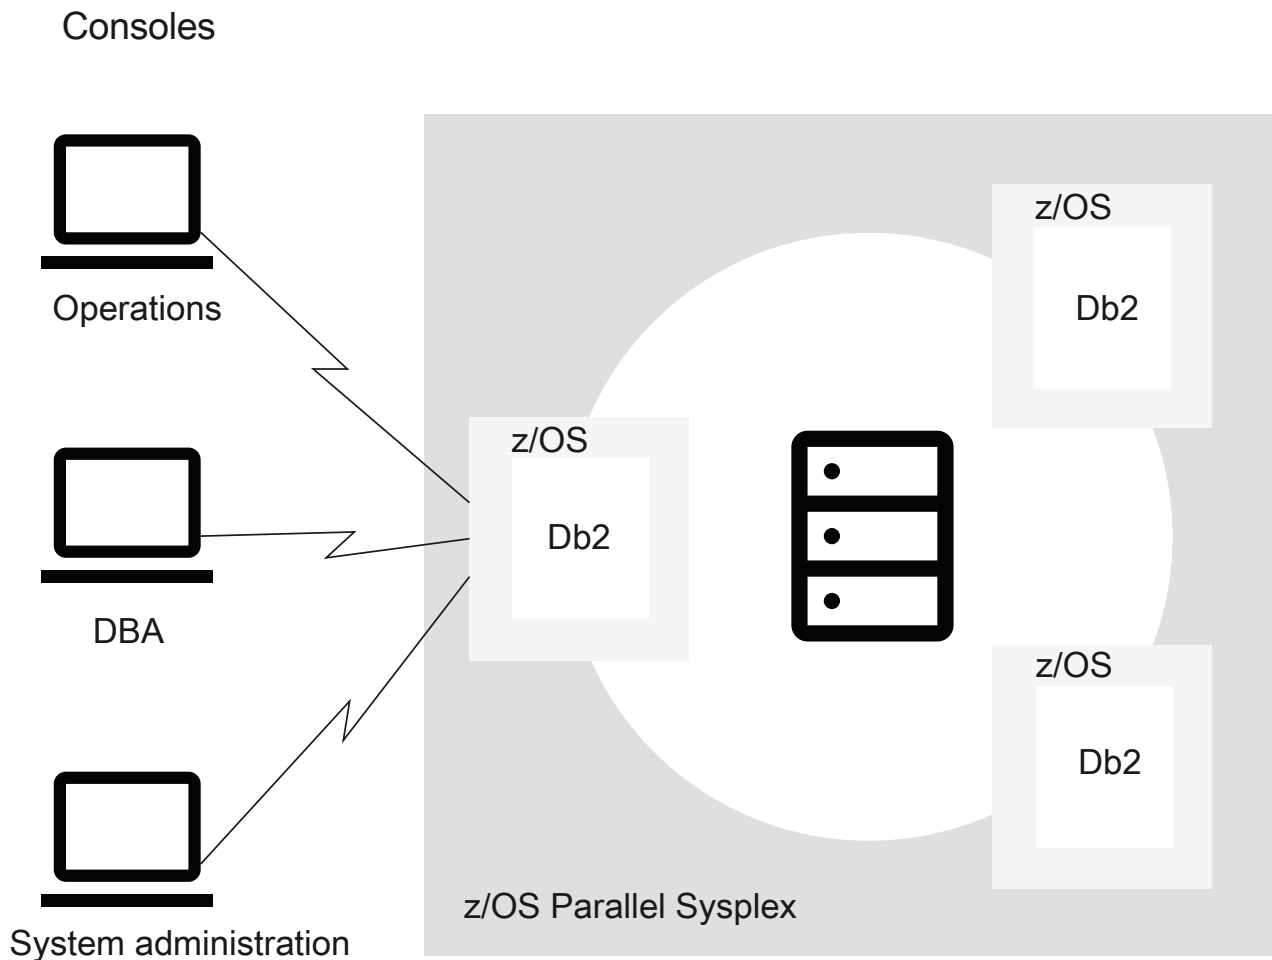 Consoles
z/OS
Db2
Operations
z/OS
Db2
DBA
z/OS
Db2
z/OS Parallel Sysplex
System administration